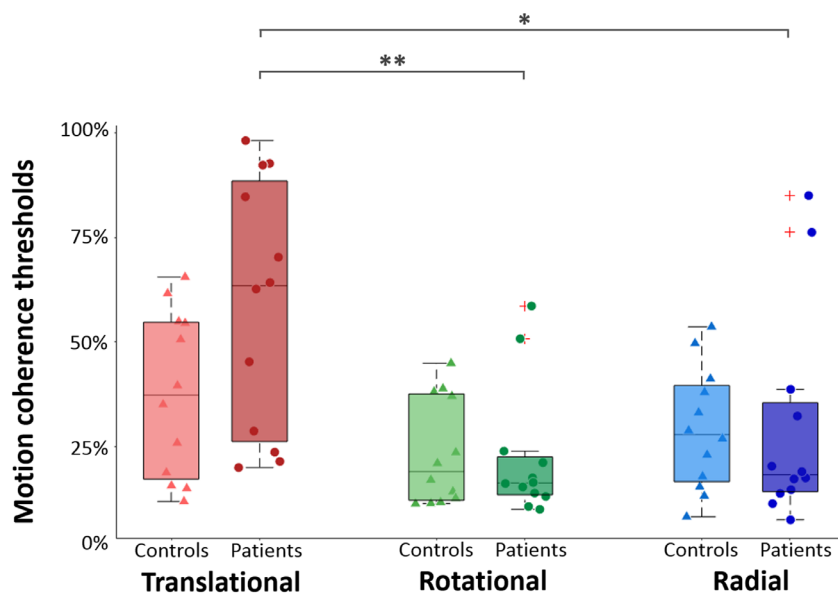 *
**
Motion coherence thresholds
100%
75%
50%
25%
0%
Controls Patients Controls Patients Controls Patients
Translational Rotational Radial